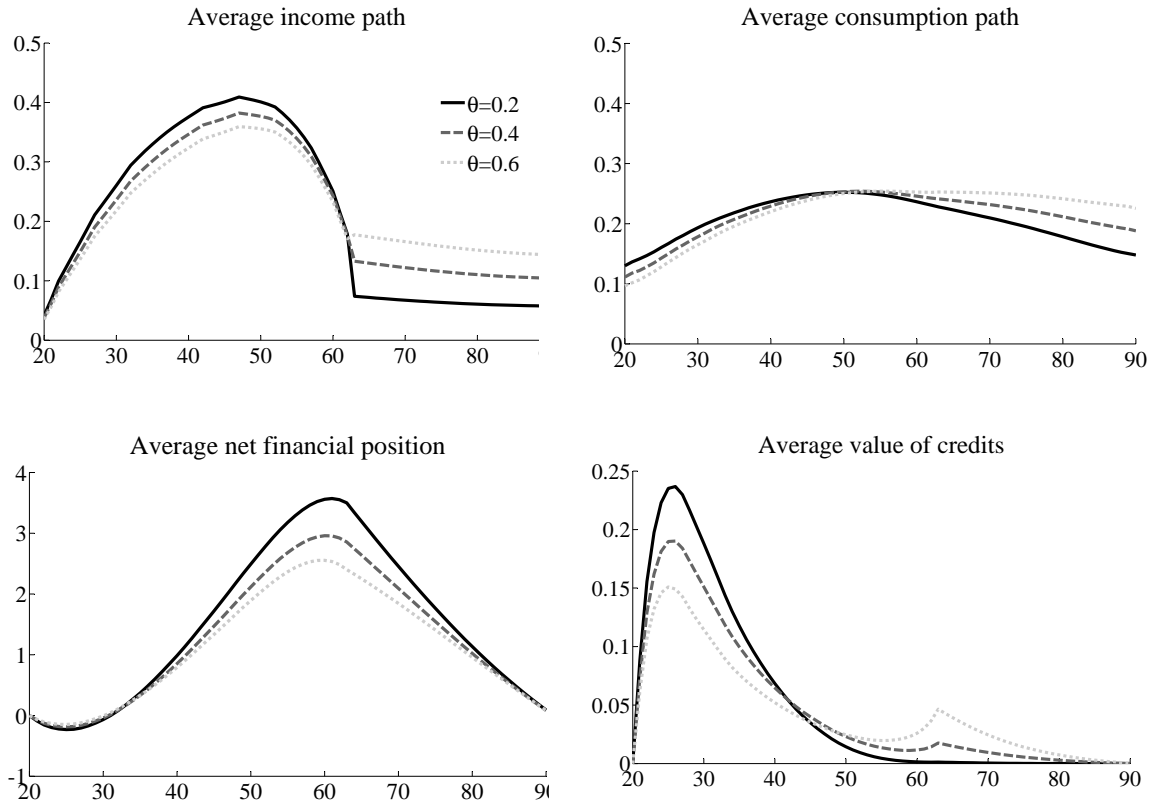 Average income path
0.5
0.4
0.3
0.2
0.1
0
20 30 40 50 60 70 80
θ=0.2
θ=0.4
θ=0.6
Average consumption path
0.5
0.4
0.3
0.2
0.1
0
20 30 40 50 60 70 80 90
Average net financial position
4
3
2
1
0
-1
20 30 40 50 60 70 80 90
Average value of credits
0.25
0.2
0.15
0.1
0.05
0
20 30 40 50 60 70 80 90